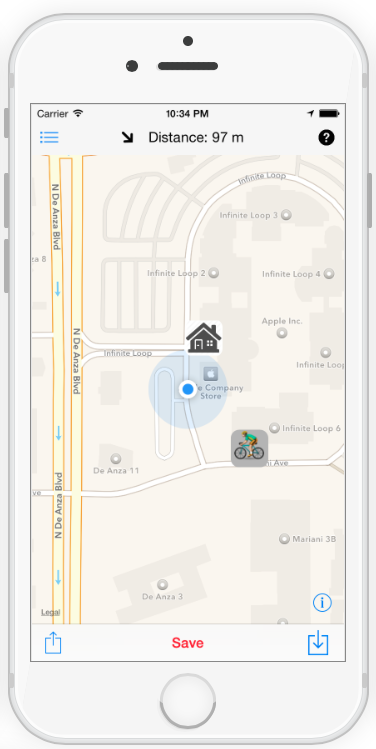 Carrier
10:34 PM
Distance: 97 m
?
Infinite Loop
N De Anza Blvd
Infinite Loop 3
za 8
Infinite Loop 2
Infinite Loop 4
Apple Inc.
N De Anza Blvd
Infinite Loop
Infinite Loop
e Company
Store
Infinite Loop 6
ni Ave
De Anza 11
N De Anza Blvd
ve
Mariani 3B
De Anza 3
i
Legal
Save